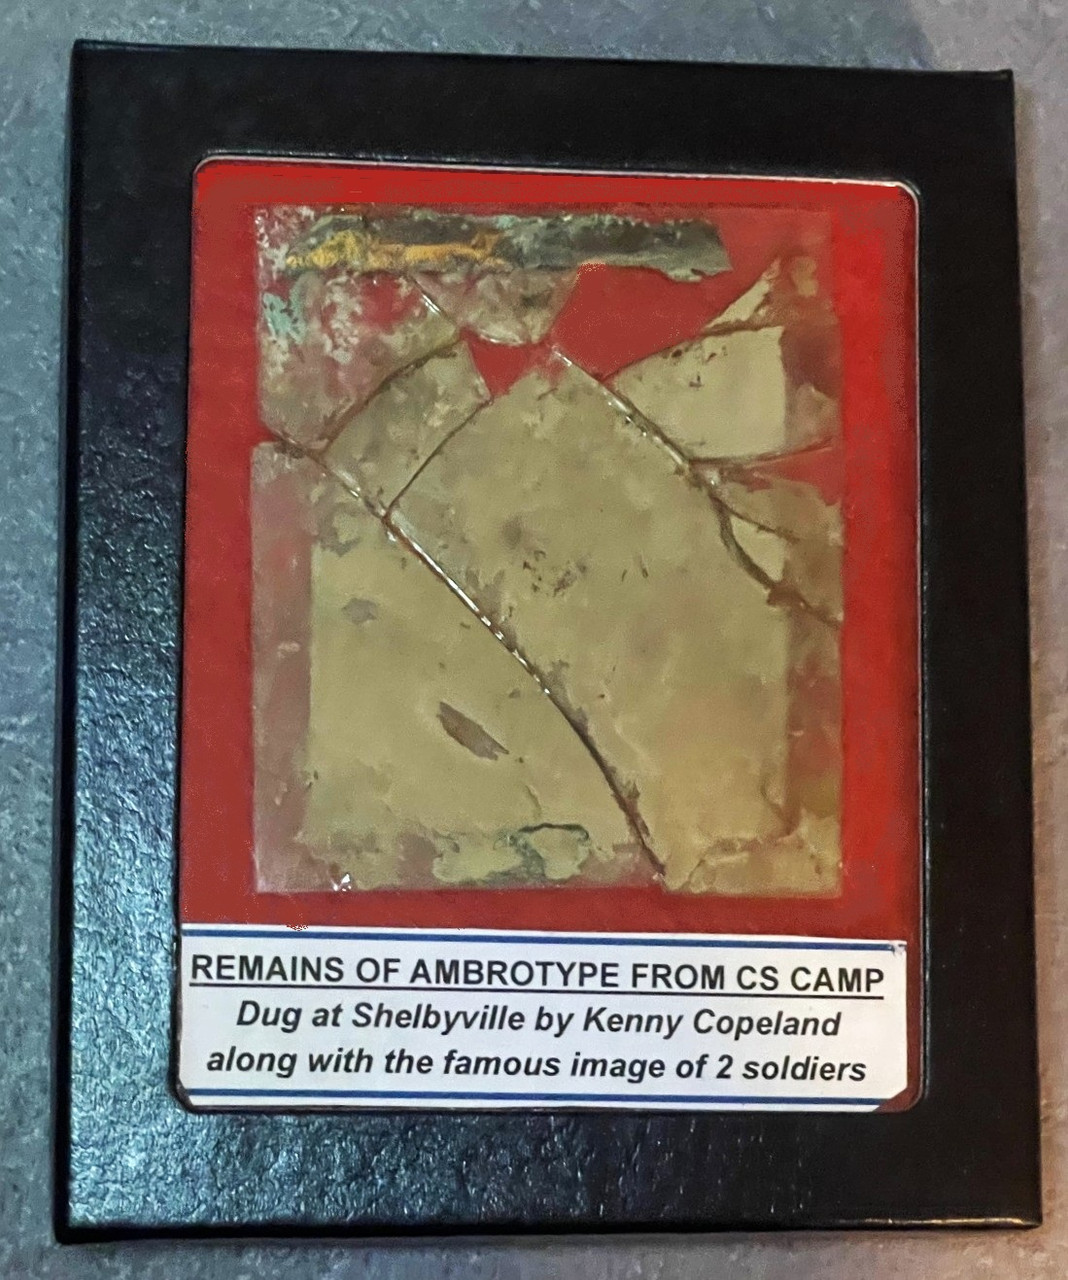 REMAINS OF AMBROTYPE FROM CS CAMP
Dug at Shelbyville by Kenny Copeland
along with the famous image of 2 soldiers